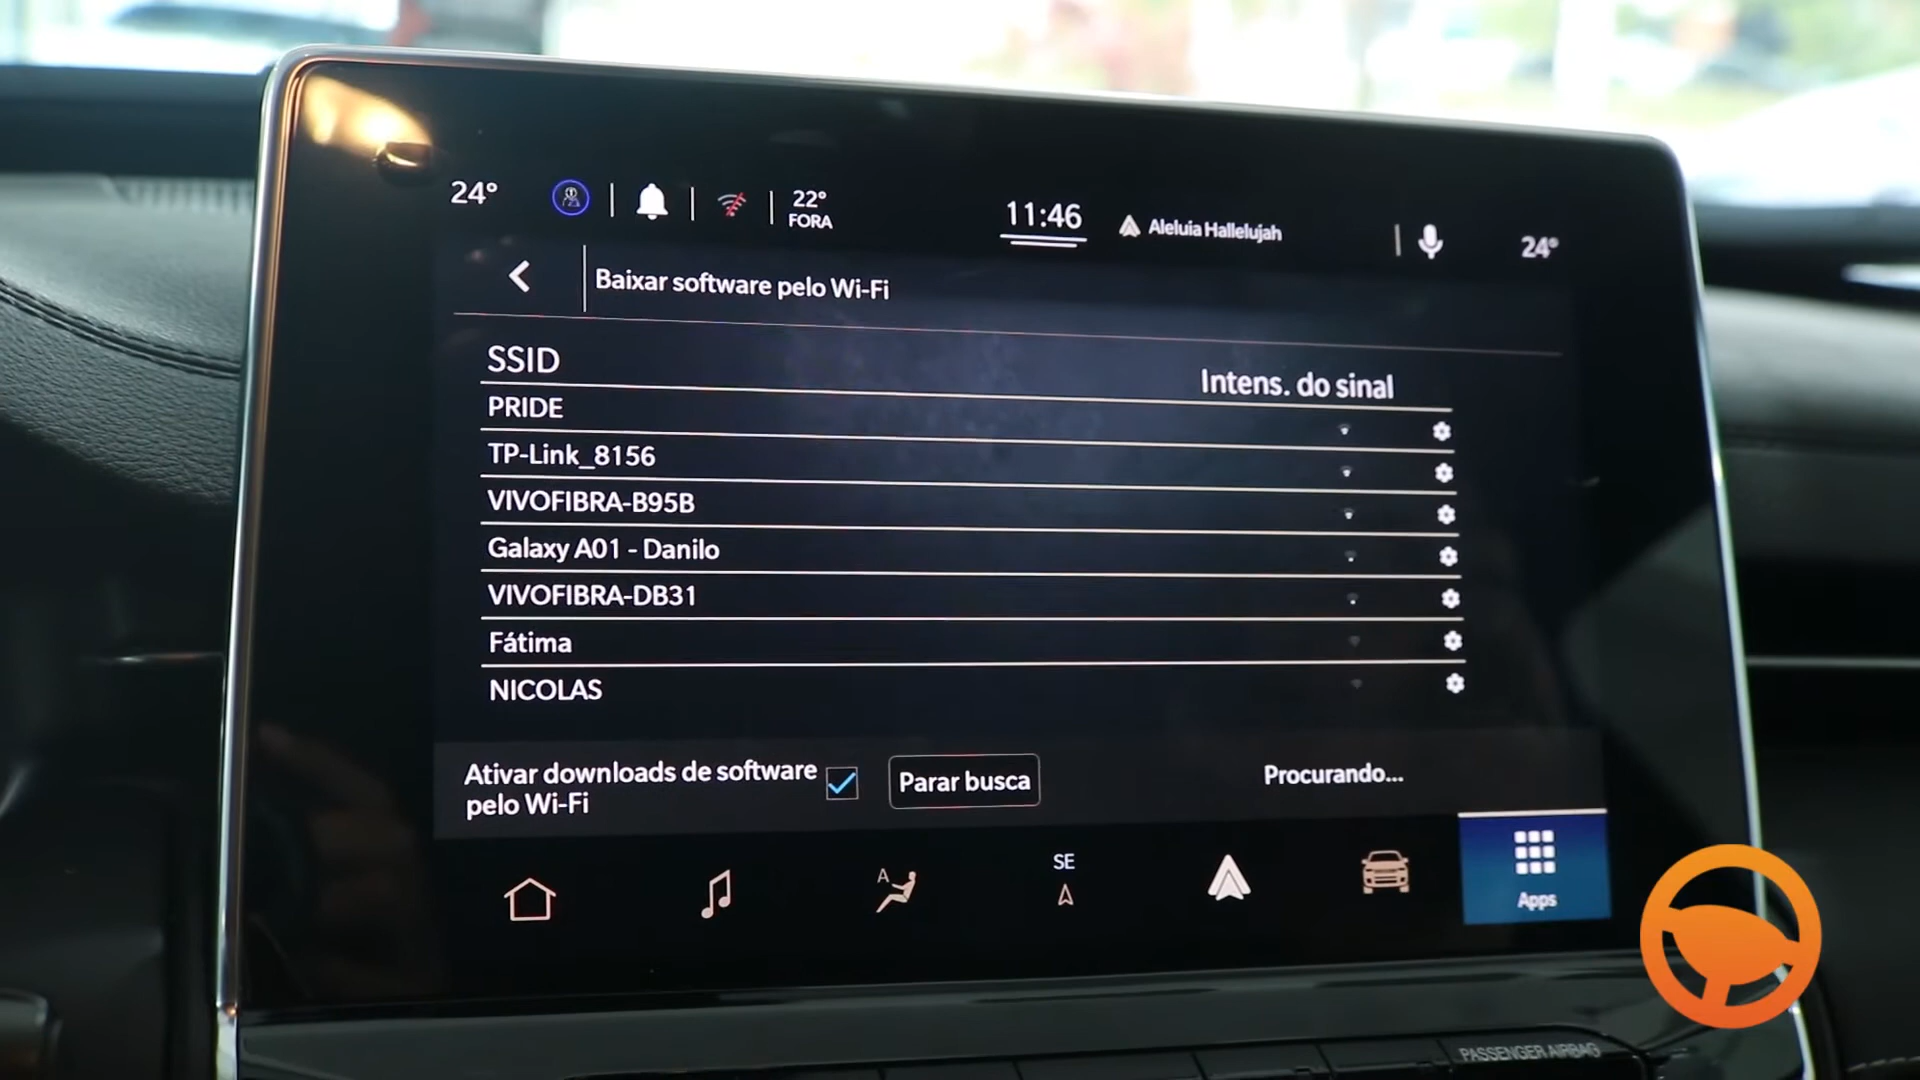 24°
22°
FORA
11:46
Aleluia Hallelujah
24°
Baixar software pelo Wi-Fi
SSID
Intens. do sinal
PRIDE
TP-Link_8156
VIVOFIBRA-B95B
Galaxy A01 - Danilo
VIVOFIBRA-DB31
Fátima
NICOLAS
Ativar downloads de software
pelo Wi-Fi
Parar busca
Procurando...
A
SE
Apps
PASSENGER AIRBAG